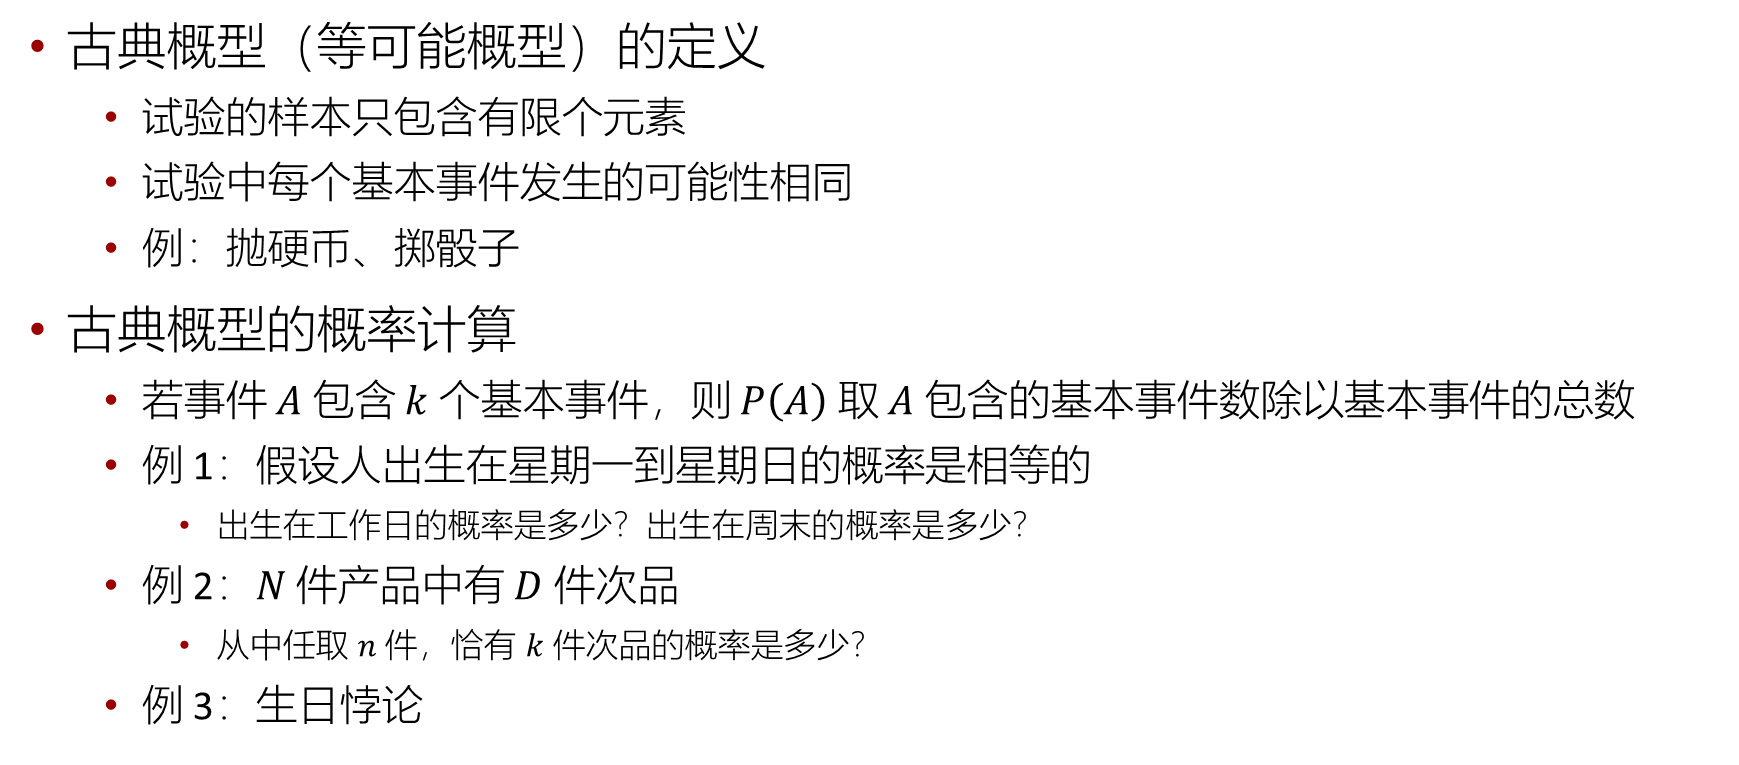 • 古典概型（等可能概型）的定义
• 试验的样本只包含有限个元素
• 试验中每个基本事件发生的可能性相同
• 例：抛硬币、掷骰子
• 古典概型的概率计算
• 若事件 A 包含 k 个基本事件，则 P(A) 取 A 包含的基本事件数除以基本事件的总数
• 例 1：假设人出生在星期一到星期日的概率是相等的
• 出生在工作日的概率是多少？出生在周末的概率是多少？
• 例 2：N 件产品中有 D 件次品
• 从中任取 n 件，恰有 k 件次品的概率是多少？
• 例 3：生日悖论